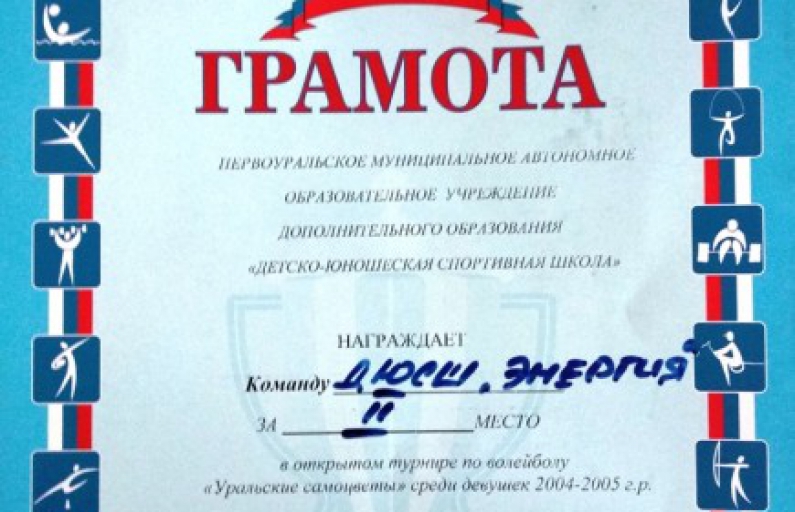 ГРАМОТА
ПЕРВОУРАЛЬСКОЕ МУНИЦИПАЛЬНОЕ АВТОНОМНОЕ
ОБРАЗОВАТЕЛЬНОЕ УЧРЕЖДЕНИЕ
ДОПОЛНИТЕЛЬНОГО ОБРАЗОВАНИЯ
«ДЕТСКО-ЮНОШЕСКАЯ СПОРТИВНАЯ ШКОЛА»
НАГРАЖДАЕТ
Команду ДЮСШ „ЭНЕРГИЯ"
ЗА II МЕСТО
в открытом турнире по волейболу
«Уральские самоцветы» среди девушек 2004-2005 г.р.